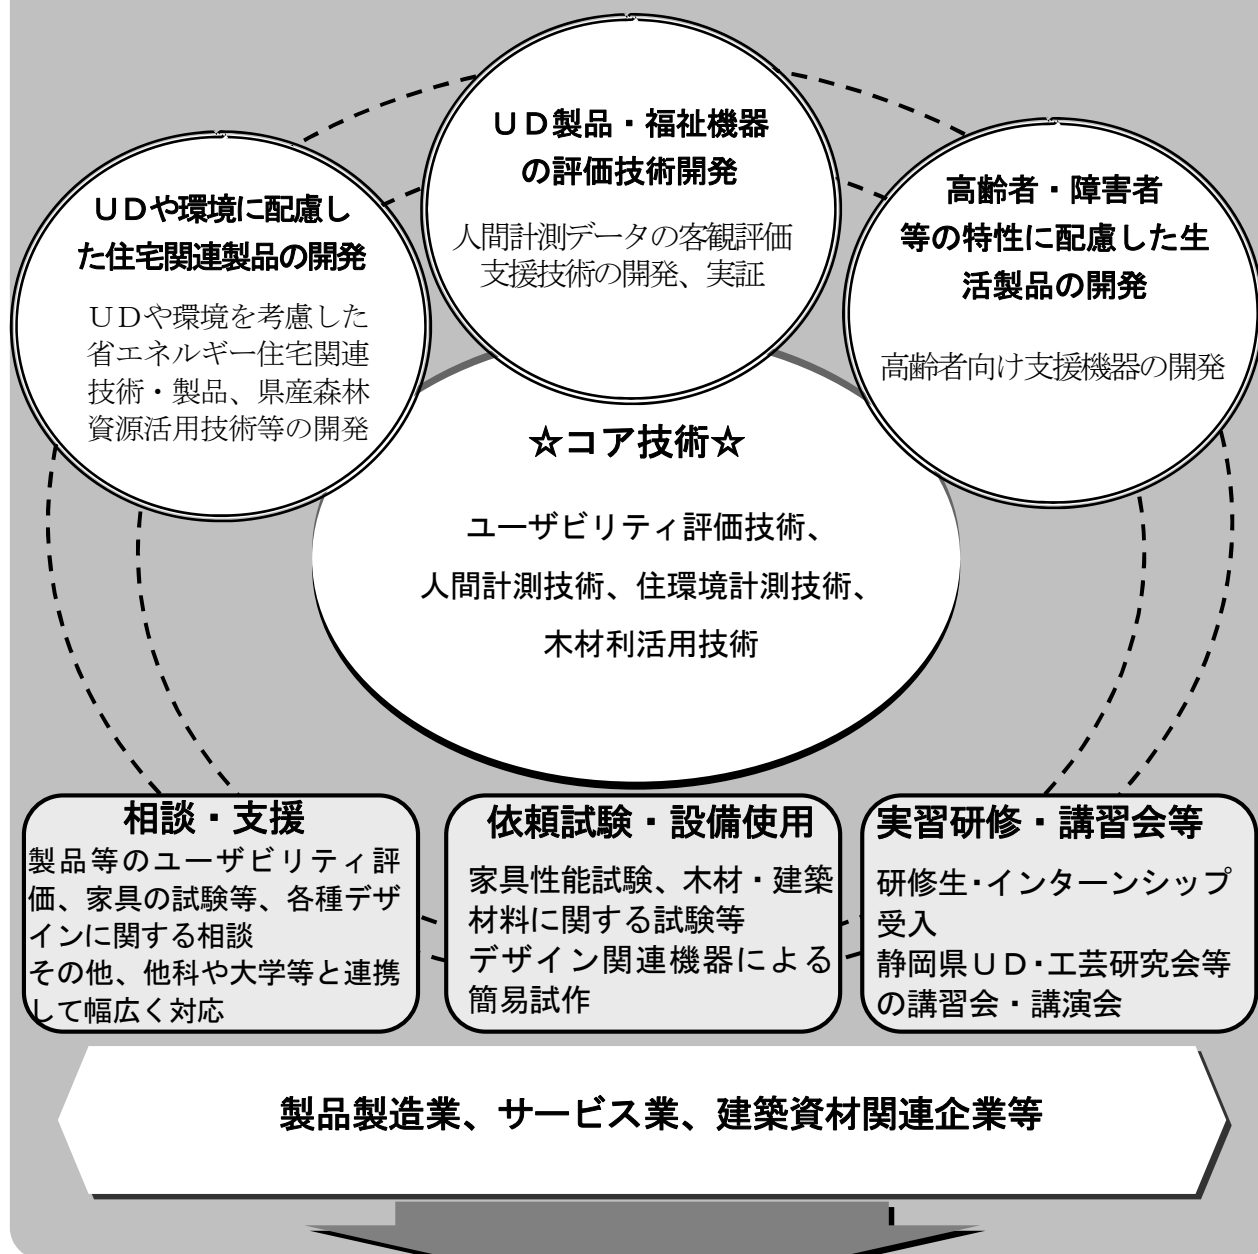 ＵＤ製品・福祉機器
の評価技術開発
人間計測データの客観評価
支援技術の開発、実証
ＵＤや環境に配慮し
た住宅関連製品の開発
ＵＤや環境を考慮した
省エネルギー住宅関連
技術・製品、県産森林
資源活用技術等の開発
高齢者・障害者
等の特性に配慮した生
活製品の開発
高齢者向け支援機器の開発
☆コア技術☆
ユーザビリティ評価技術、
人間計測技術、住環境計測技術、
木材利活用技術
相談・支援
製品等のユーザビリティ評
価、家具の試験等、各種デザ
インに関する相談
その他、他科や大学等と連携
して幅広く対応
依頼試験・設備使用
家具性能試験、木材・建築
材料に関する試験等
デザイン関連機器による
簡易試作
実習研修・講習会等
研修生・インターンシップ
受入
静岡県ＵＤ・工芸研究会等
の講習会・講演会
製品製造業、サービス業、建築資材関連企業等